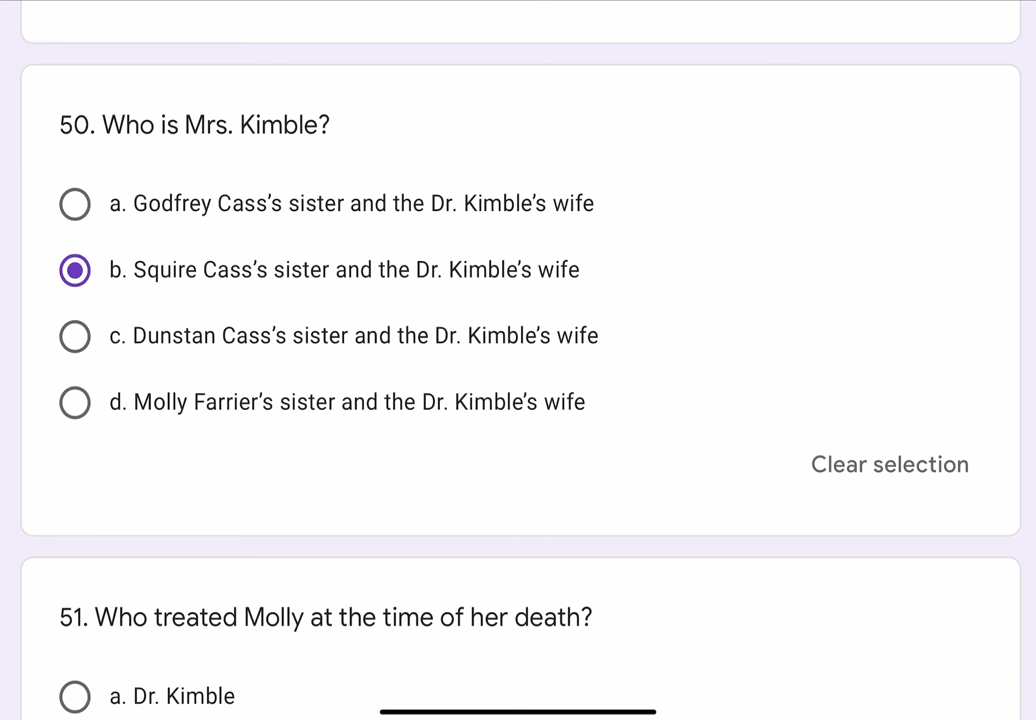 50. Who is Mrs. Kimble?
a. Godfrey Cass's sister and the Dr. Kimble's wife
b. Squire Cass's sister and the Dr. Kimble's wife
c. Dunstan Cass's sister and the Dr. Kimble's wife
d. Molly Farrier's sister and the Dr. Kimble's wife
Clear selection
51. Who treated Molly at the time of her death?
a. Dr. Kimble